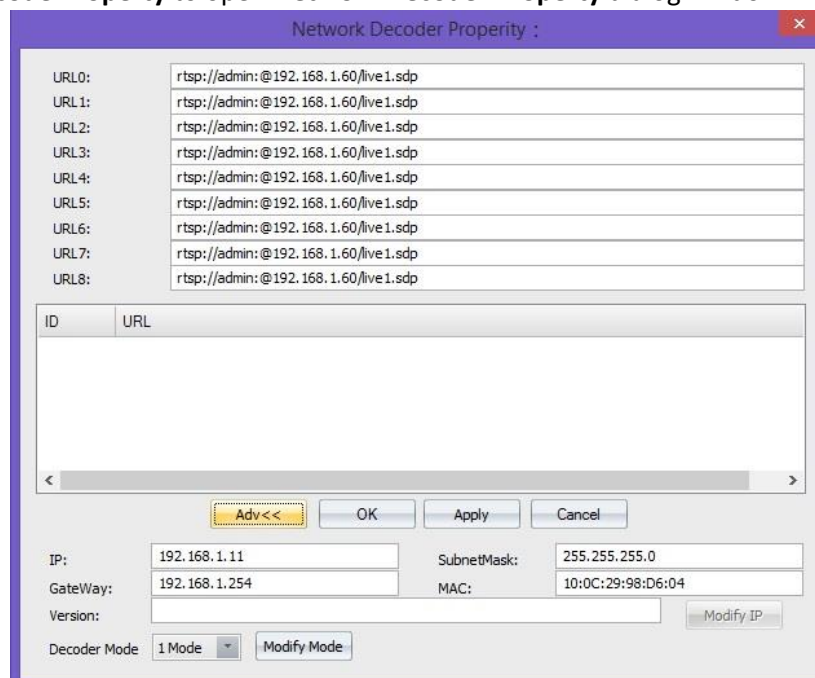 Network Decoder Properity :
URL0: rtsp://admin:@192.168.1.60/live1.sdp
URL1: rtsp://admin:@192.168.1.60/live1.sdp
URL2: rtsp://admin:@192.168.1.60/live1.sdp
URL3: rtsp://admin:@192.168.1.60/live1.sdp
URL4: rtsp://admin:@192.168.1.60/live1.sdp
URL5: rtsp://admin:@192.168.1.60/live1.sdp
URL6: rtsp://admin:@192.168.1.60/live1.sdp
URL7: rtsp://admin:@192.168.1.60/live1.sdp
URL8: rtsp://admin:@192.168.1.60/live1.sdp
ID URL
Adv<< OK Apply Cancel
IP: 192.168.1.11 SubnetMask: 255.255.255.0
GateWay: 192.168.1.254 MAC: 10:0C:29:98:D6:04
Version: Modify IP
Decoder Mode 1 Mode Modify Mode